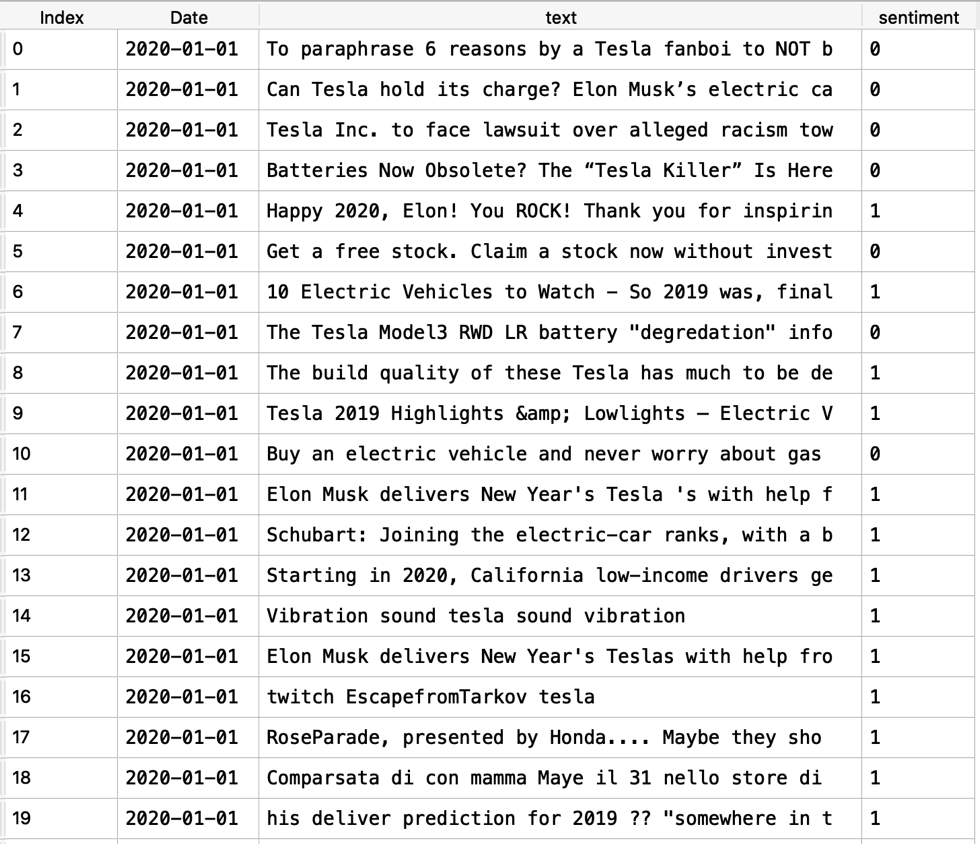 Index Date text sentiment
0 2020-01-01 To paraphrase 6 reasons by a Tesla fanboi to NOT b 0
1 2020-01-01 Can Tesla hold its charge? Elon Musk’s electric ca 0
2 2020-01-01 Tesla Inc. to face lawsuit over alleged racism tow 0
3 2020-01-01 Batteries Now Obsolete? The “Tesla Killer” Is Here 0
4 2020-01-01 Happy 2020, Elon! You ROCK! Thank you for inspirin 1
5 2020-01-01 Get a free stock. Claim a stock now without invest 0
6 2020-01-01 10 Electric Vehicles to Watch – So 2019 was, final 1
7 2020-01-01 The Tesla Model3 RWD LR battery "degredation" info 0
8 2020-01-01 The build quality of these Tesla has much to be de 1
9 2020-01-01 Tesla 2019 Highlights &amp; Lowlights — Electric V 1
10 2020-01-01 Buy an electric vehicle and never worry about gas 0
11 2020-01-01 Elon Musk delivers New Year's Tesla 's with help f 1
12 2020-01-01 Schubart: Joining the electric-car ranks, with a b 1
13 2020-01-01 Starting in 2020, California low-income drivers ge 1
14 2020-01-01 Vibration sound tesla sound vibration 1
15 2020-01-01 Elon Musk delivers New Year's Teslas with help fro 1
16 2020-01-01 twitch EscapefromTarkov tesla 1
17 2020-01-01 RoseParade, presented by Honda.... Maybe they sho 1
18 2020-01-01 Comparsata di con mamma Maye il 31 nello store di 1
19 2020-01-01 his deliver prediction for 2019 ?? "somewhere in t 1